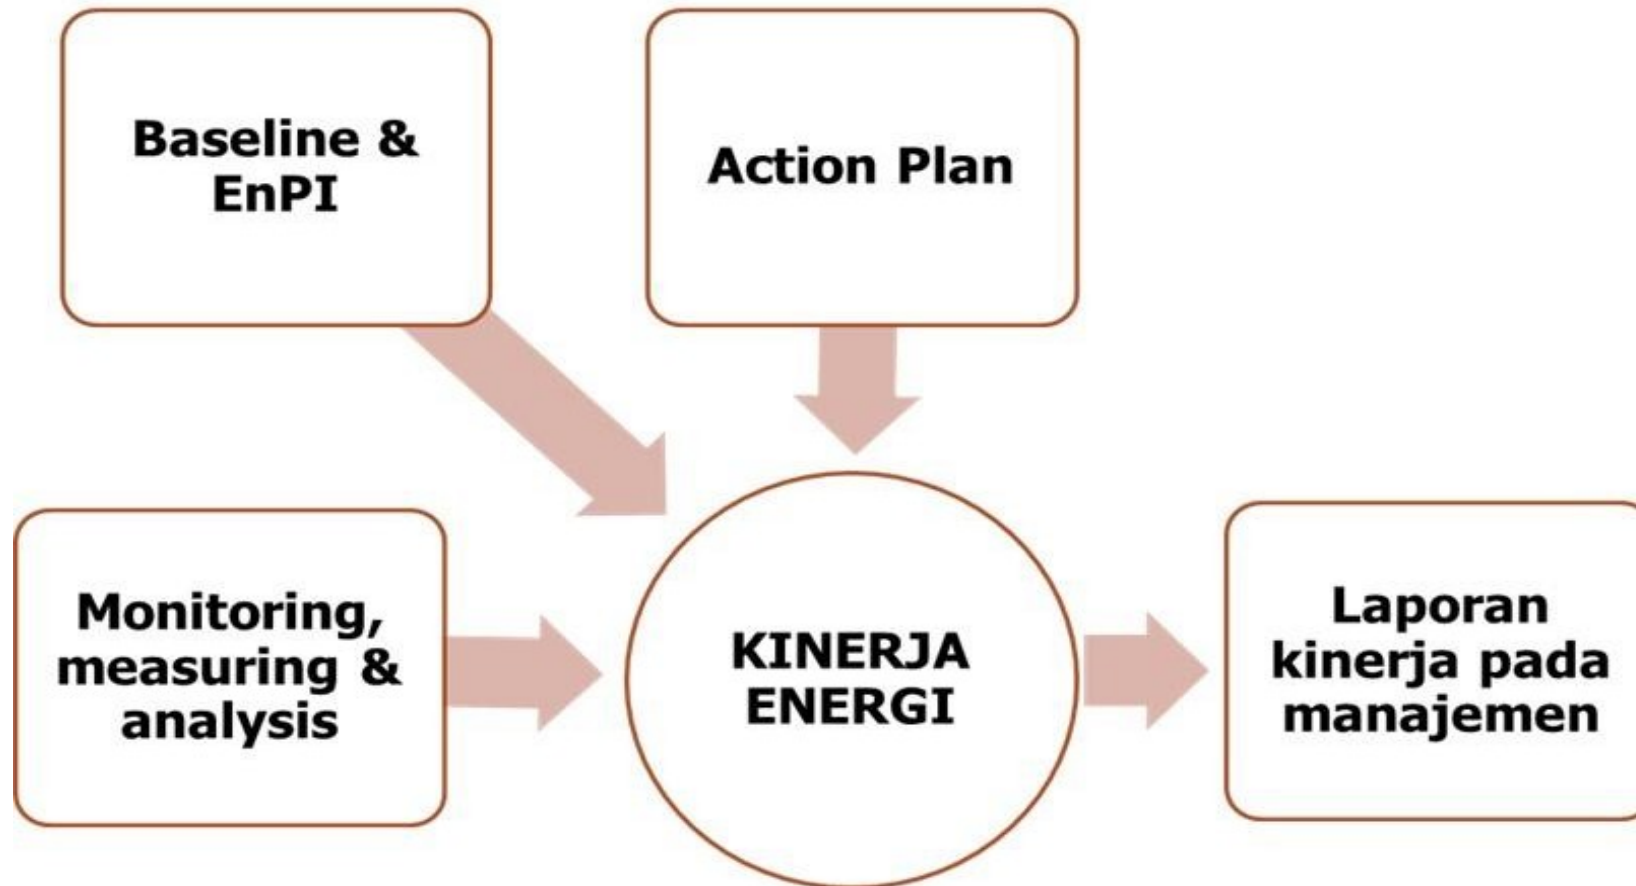 Baseline &
EnPI
Action Plan
Monitoring,
measuring &
analysis
KINERJA
ENERGI
Laporan
kinerja pada
manajemen